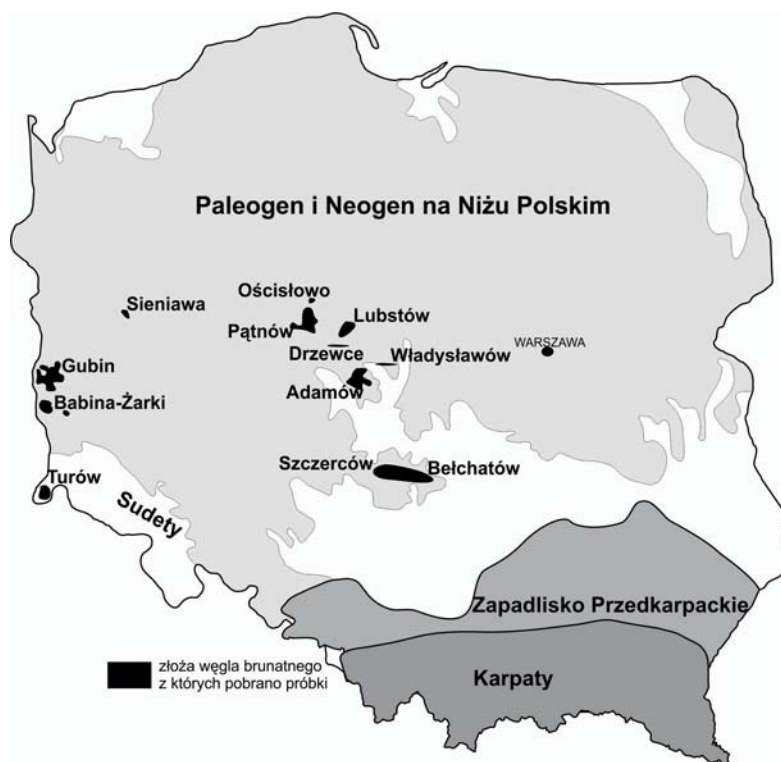 Paleogen i Neogen na Niżu Polskim
Ościsłowo
Sieniawa
Lubstów
Pątnów
WARSZAWA
Drzewce
Władysławów
Gubin
Adamów
Babina-Żarki
Szczerców
Bełchatów
Turów
Sudety
Zapadlisko Przedkarpackie
złoża węgla brunatnego
z których pobrano próbki
Karpaty